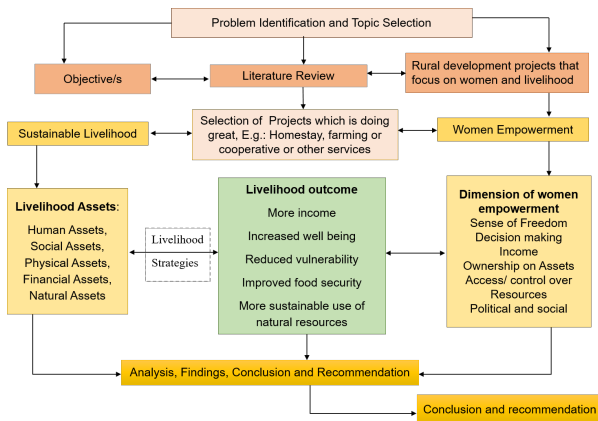 Problem Identification and Topic Selection
Objective/s
Literature Review
Rural development projects that
focus on women and livelihood
Sustainable Livelihood
Selection of Projects which is doing
great, E.g.: Homestay, farming or
cooperative or other services
Women Empowerment
Livelihood Assets:
Human Assets,
Social Assets,
Physical Assets,
Financial Assets,
Natural Assets
Livelihood
Strategies
Livelihood outcome
More income
Increased well being
Reduced vulnerability
Improved food security
More sustainable use of
natural resources
Dimension of women
empowerment
Sense of Freedom
Decision making
Income
Ownership on Assets
Access/ control over
Resources
Political and social
Analysis, Findings, Conclusion and Recommendation
Conclusion and recommendation